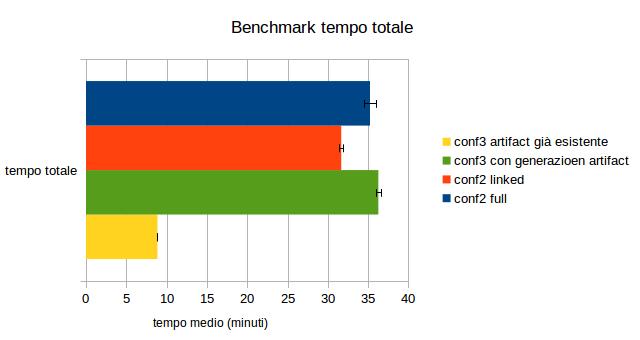 Benchmark tempo totale
tempo totale
conf3 artifact già esistente
conf3 con generazioen artifact
conf2 linked
conf2 full
0 5 10 15 20 25 30 35 40
tempo medio (minuti)